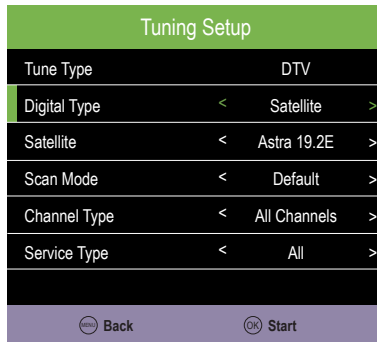 Tuning Setup
Tune Type DTV
Digital Type < Satellite >
Satellite < Astra 19.2E >
Scan Mode < Default >
Channel Type < All Channels >
Service Type < All >
MENU Back OK Start